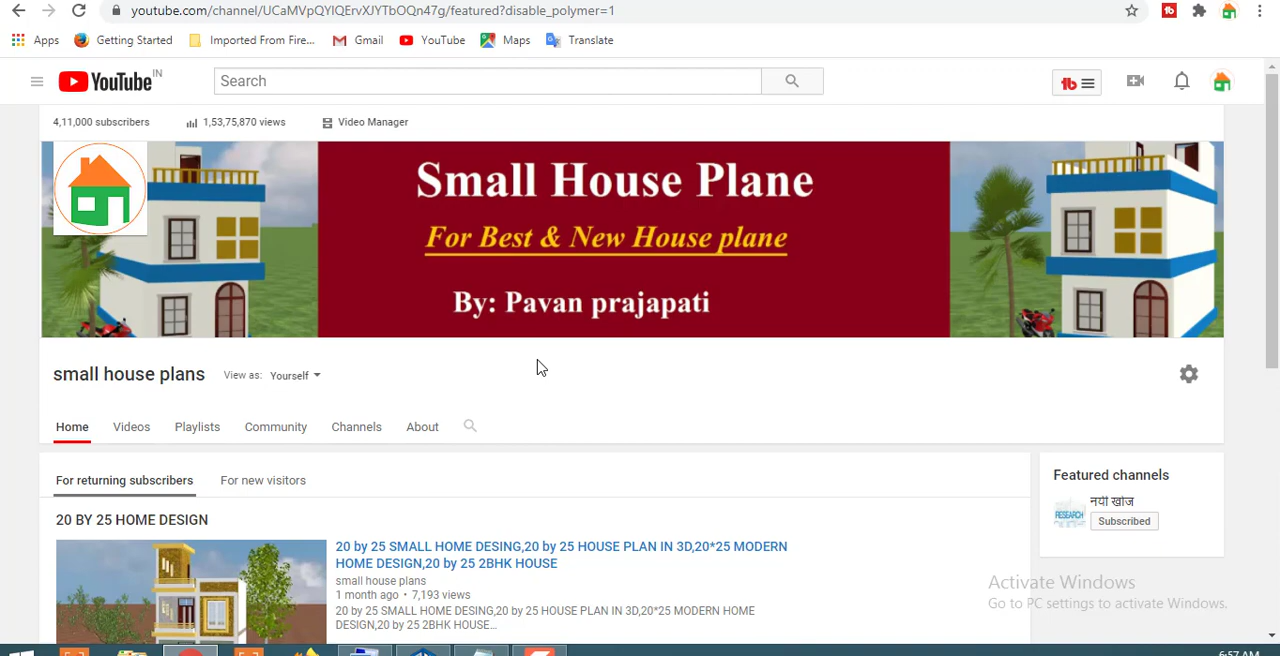 youtube.com/channel/UCaMVpQYIQErvXJYTbOQn47g/featured?disable_polymer=1
Apps Getting Started Imported From Fire... Gmail YouTube Maps Translate
YouTube IN Search tb
4,11,000 subscribers 1,53,75,870 views Video Manager
Small House Plane
For Best & New House plane
By: Pavan prajapati
small house plans View as: Yourself
Home Videos Playlists Community Channels About
For returning subscribers For new visitors
Featured channels
नयी खोज
RESEARCH
Subscribed
20 BY 25 HOME DESIGN
20 by 25 SMALL HOME DESING,20 by 25 HOUSE PLAN IN 3D,20*25 MODERN
HOME DESIGN,20 by 25 2BHK HOUSE
small house plans
1 month ago • 7,193 views
20 by 25 SMALL HOME DESING,20 by 25 HOUSE PLAN IN 3D,20*25 MODERN HOME
DESIGN,20 by 25 2BHK HOUSE...
Activate Windows
Go to PC settings to activate Windows.
6:57 AM